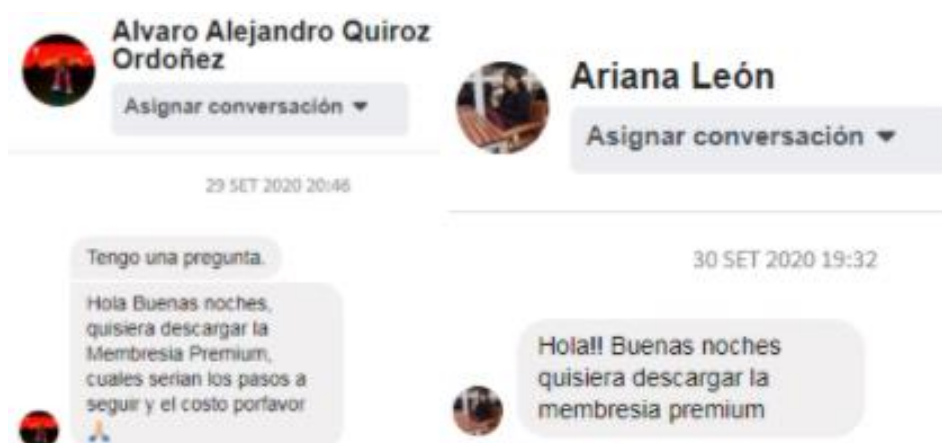 Alvaro Alejandro Quiroz
Ordoñez
Asignar conversación
29 SET 2020 20:46
Tengo una pregunta.
Hola Buenas noches,
quisiera descargar la
Membresia Premium,
cuales serian los pasos a
seguir y el costo porfavor
🙏
Ariana León
Asignar conversación
30 SET 2020 19:32
Hola!! Buenas noches
quisiera descargar la
membresia premium